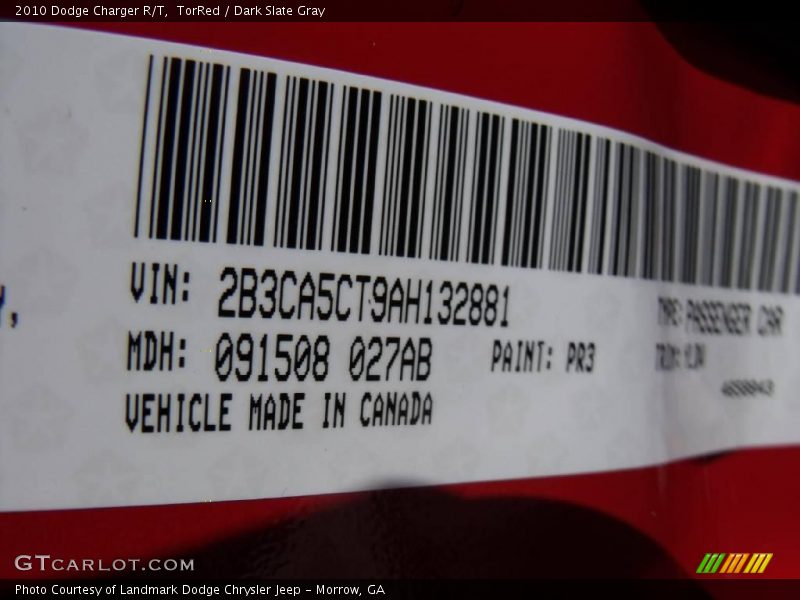 2010 Dodge Charger R/T,  TorRed / Dark Slate Gray
VIN: 2B3CA5CT9AH132881
TYPE: PASSENGER CAR
MDH: 091508 027AB
PAINT: PR3
TRIM:
VEHICLE MADE IN CANADA
GTCARLOT.COM
Photo Courtesy of Landmark Dodge Chrysler Jeep – Morrow, GA